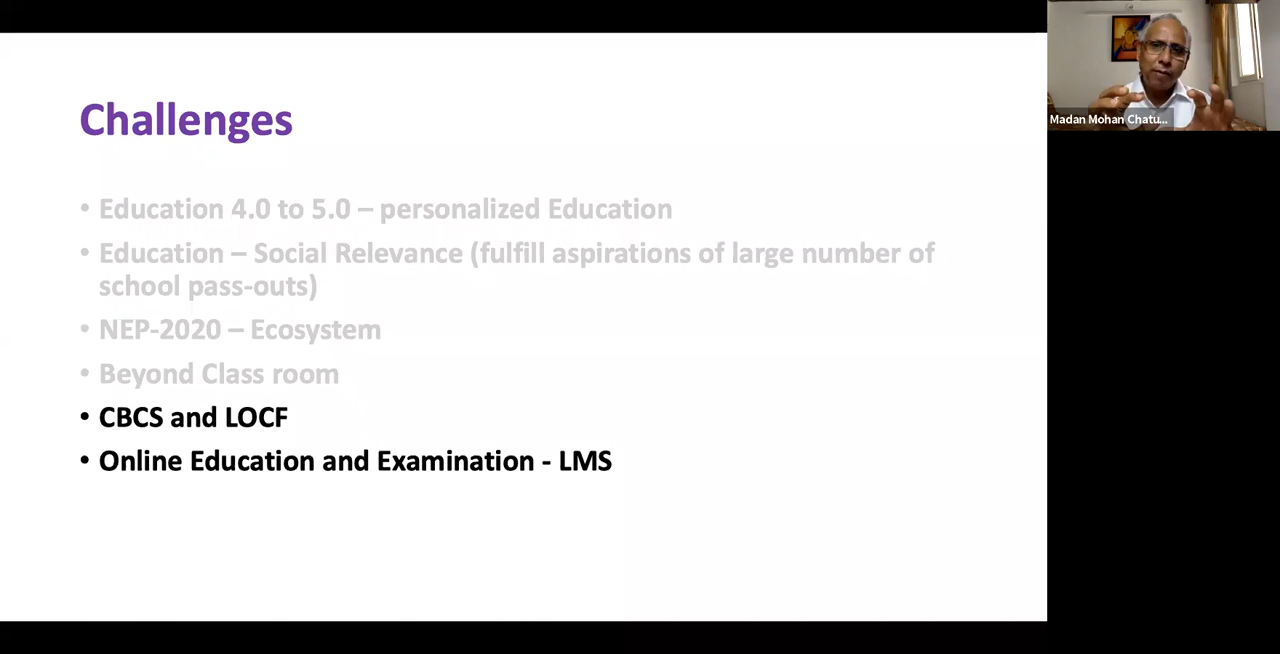 Challenges
• Education 4.0 to 5.0 – personalized Education
• Education – Social Relevance (fulfill aspirations of large number of
school pass-outs)
• NEP-2020 – Ecosystem
• Beyond Class room
• CBCS and LOCF
• Online Education and Examination - LMS
Madan Mohan Chatu...